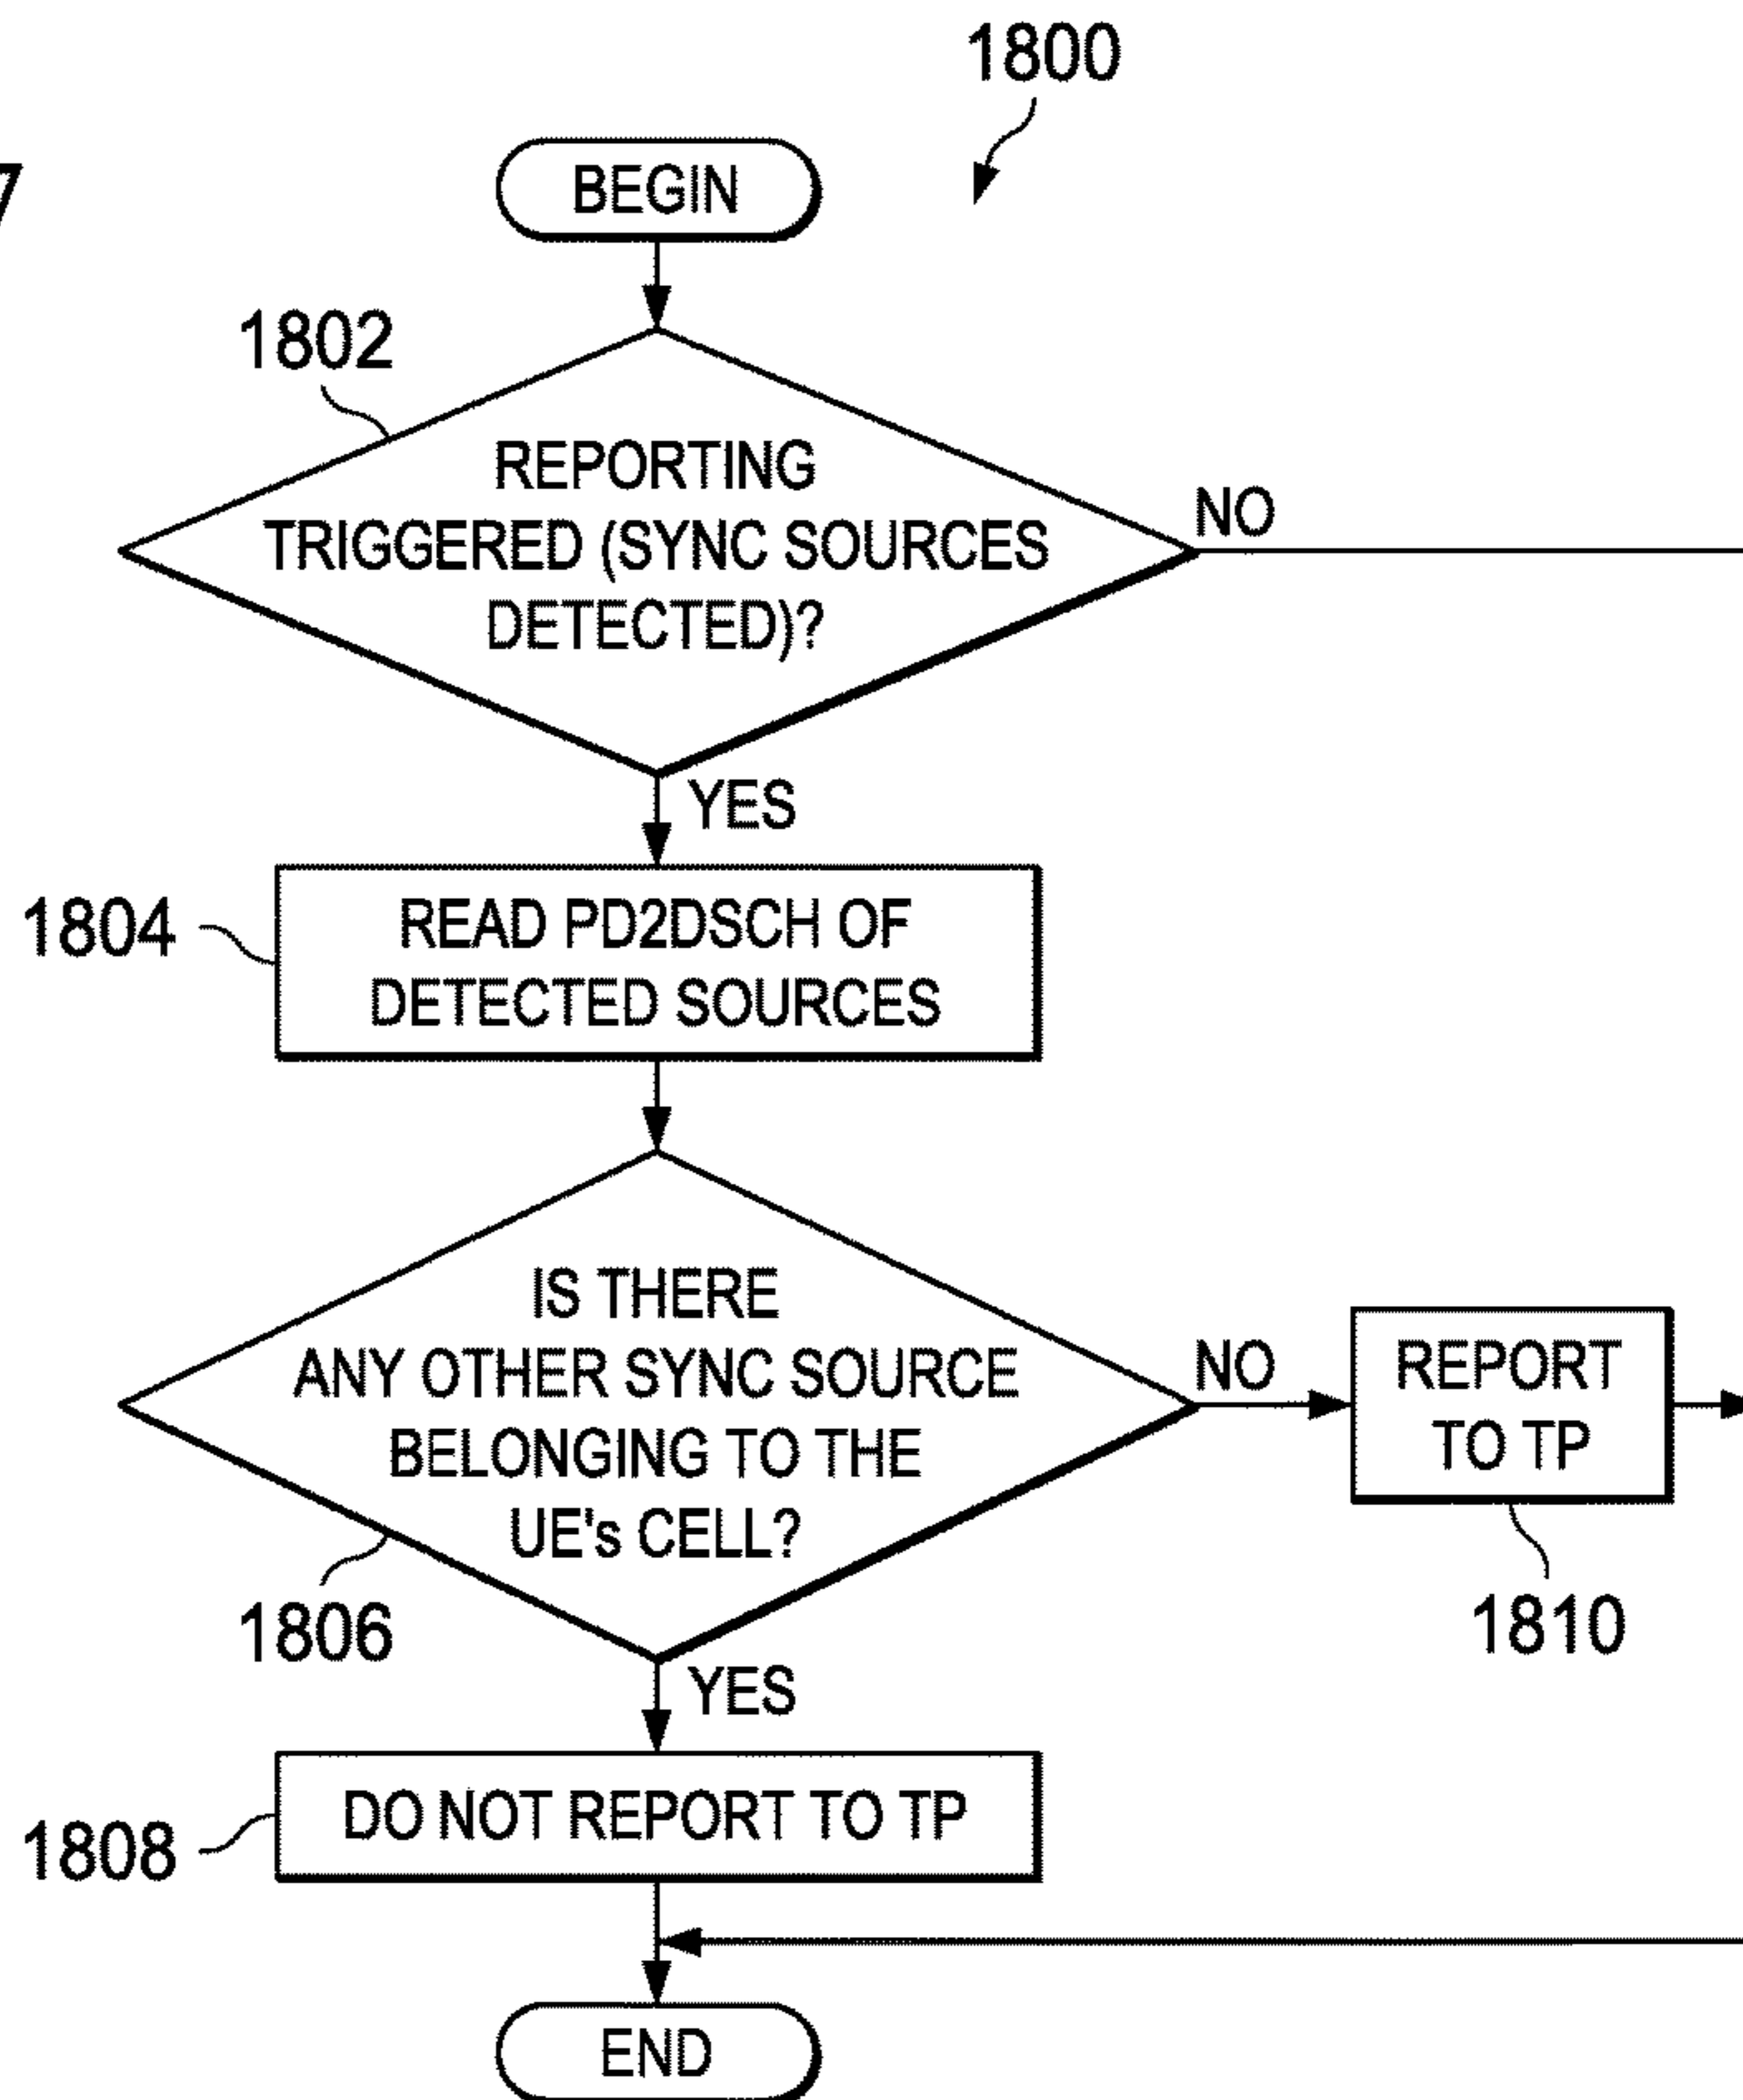 1800
7
BEGIN
1802
REPORTING
TRIGGERED (SYNC SOURCES
DETECTED)?
NO
YES
1804
READ PD2DSCH OF
DETECTED SOURCES
IS THERE
ANY OTHER SYNC SOURCE
BELONGING TO THE
UE's CELL?
NO
REPORT
TO TP
1806
1810
YES
1808
DO NOT REPORT TO TP
END